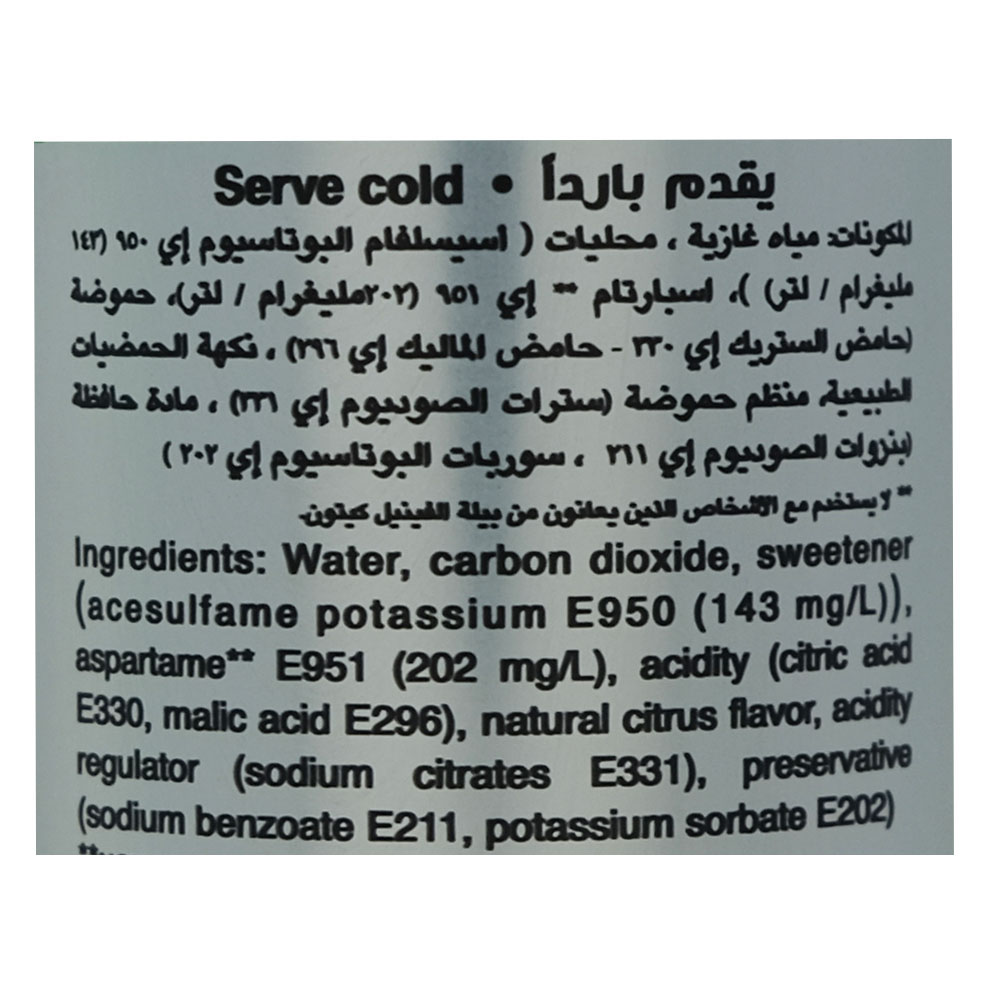 Serve cold • يقدم بارداً
المكونات: مياه غازية ، محليات ( اسيسلفام البوتاسيوم إي ٩٥٠ (١٤٣
مليغرام / لتر) )، اسبارتام ** إي ٩٥١ (٢٠٢مليغرام / لتر)، حموضة
(حامض الستريك إي ٣٣٠ - حامض الماليك إي ٢٩٦) ، نكهة الحمضيات
الطبيعية، منظم حموضة (سترات الصوديوم إي ٣٣١) ، مادة حافظة
(بنزوات الصوديوم إي ٢١١ ، سوربات البوتاسيوم إي ٢٠٢ )
** لا يستخدم مع الأشخاص الذين يعانون من بيلة الفينيل كيتون.
Ingredients: Water, carbon dioxide, sweetener
(acesulfame potassium E950 (143 mg/L)),
aspartame** E951 (202 mg/L), acidity (citric acid
E330, malic acid E296), natural citrus flavor, acidity
regulator (sodium citrates E331), preservative
(sodium benzoate E211, potassium sorbate E202)